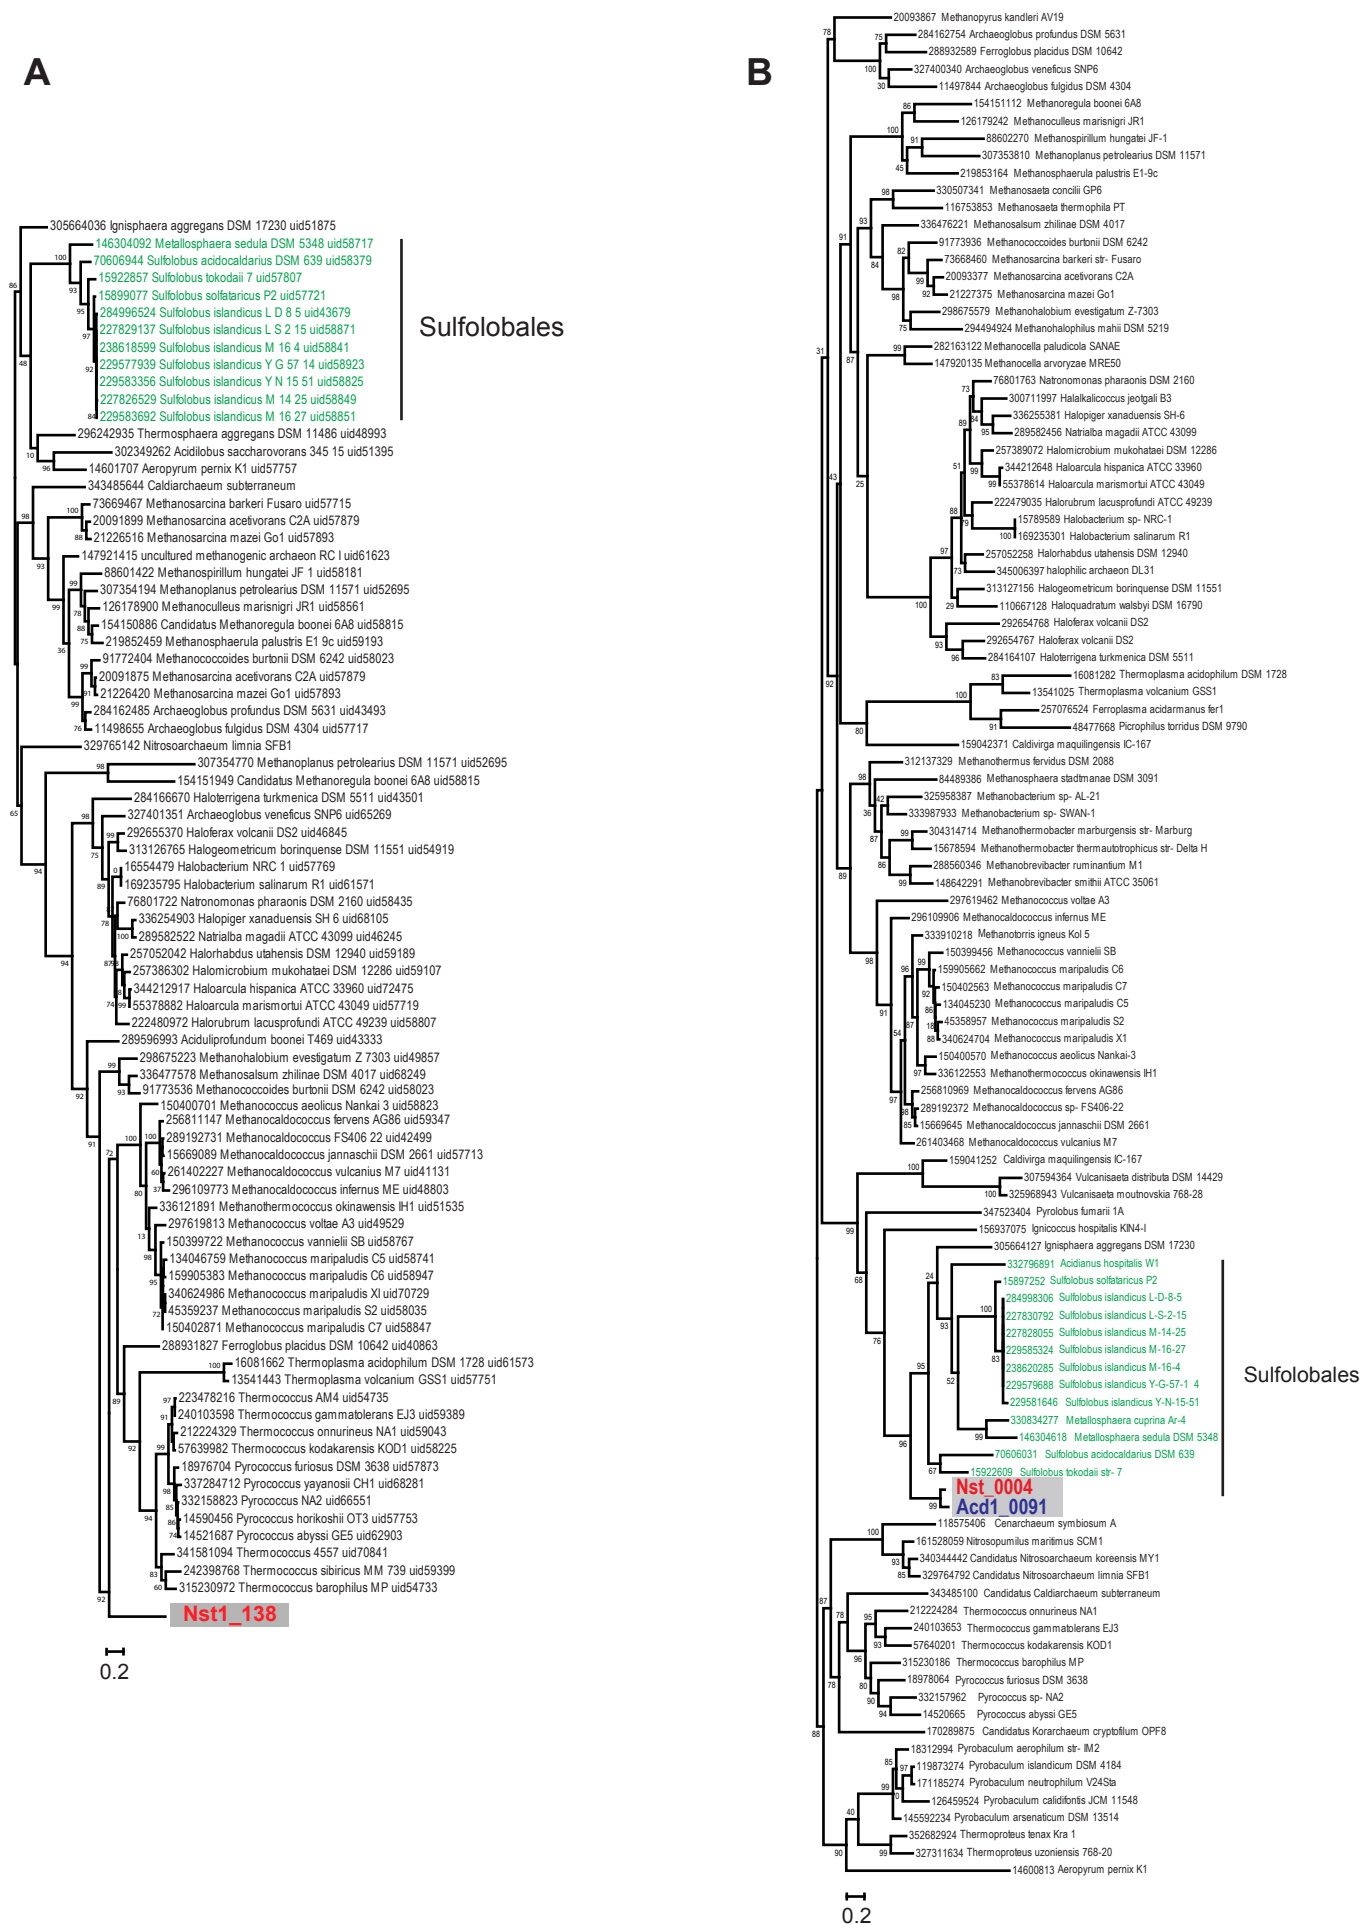 A
305664036 Ignisphaera aggregans DSM 17230 uid51875
146304092 Metallosphaera sedula DSM 5348 uid58717
70606944 Sulfolobus acidocaldarius DSM 639 uid58379
15922857 Sulfolobus tokodaii 7 uid57807
15899077 Sulfolobus solfataricus P2 uid57721
284996524 Sulfolobus islandicus L D 8 5 uid43679
227829137 Sulfolobus islandicus L S 2 15 uid58871
238618599 Sulfolobus islandicus M 16 4 uid58841
229577939 Sulfolobus islandicus Y G 57 14 uid58923
229583356 Sulfolobus islandicus Y N 15 51 uid58825
227826529 Sulfolobus islandicus M 14 25 uid58849
229583692 Sulfolobus islandicus M 16 27 uid58851
Sulfolobales
296242935 Thermosphaera aggregans DSM 11486 uid48993
302349262 Acidilobus saccharovorans 345 15 uid51395
14601707 Aeropyrum pernix K1 uid57757
343485644 Caldiarchaeum subterraneum
73669467 Methanosarcina barkeri Fusaro uid57715
20091899 Methanosarcina acetivorans C2A uid57879
21226516 Methanosarcina mazei Go1 uid57893
147921415 uncultured methanogenic archaeon RC I uid61623
88601422 Methanospirillum hungatei JF 1 uid58181
307354194 Methanoplanus petrolearius DSM 11571 uid52695
126178900 Methanoculleus marisnigri JR1 uid58561
154150886 Candidatus Methanoregula boonei 6A8 uid58815
219852459 Methanosphaerula palustris E1 9c uid59193
91772404 Methanococcoides burtonii DSM 6242 uid58023
20091875 Methanosarcina acetivorans C2A uid57879
21226420 Methanosarcina mazei Go1 uid57893
284162485 Archaeoglobus profundus DSM 5631 uid43493
11498655 Archaeoglobus fulgidus DSM 4304 uid57717
329765142 Nitrosoarchaeum limnia SFB1
307354770 Methanoplanus petrolearius DSM 11571 uid52695
154151949 Candidatus Methanoregula boonei 6A8 uid58815
284166670 Haloterrigena turkmenica DSM 5511 uid43501
327401351 Archaeoglobus veneficus SNP6 uid65269
292655370 Haloferax volcanii DS2 uid46845
313126765 Halogeometricum borinquense DSM 11551 uid54919
16554479 Halobacterium NRC 1 uid57769
169235795 Halobacterium salinarum R1 uid61571
76801722 Natronomonas pharaonis DSM 2160 uid58435
336254903 Halopiger xanaduensis SH 6 uid68105
289582522 Natrialba magadii ATCC 43099 uid46245
257052042 Halorhabdus utahensis DSM 12940 uid59189
257386302 Halomicrobium mukohataei DSM 12286 uid59107
344212917 Haloarcula hispanica ATCC 33960 uid72475
55378882 Haloarcula marismortui ATCC 43049 uid57719
222480972 Halorubrum lacusprofundi ATCC 49239 uid58807
289596993 Aciduliprofundum boonei T469 uid43333
298675223 Methanohalobium evestigatum Z 7303 uid49857
336477578 Methanosalsum zhilinae DSM 4017 uid68249
91773536 Methanococcoides burtonii DSM 6242 uid58023
150400701 Methanococcus aeolicus Nankai 3 uid58823
256811147 Methanocaldococcus fervens AG86 uid59347
289192731 Methanocaldococcus FS406 22 uid42499
15669089 Methanocaldococcus jannaschii DSM 2661 uid57713
261402227 Methanocaldococcus vulcanius M7 uid41131
296109773 Methanocaldococcus infernus ME uid48803
336121891 Methanothermococcus okinawensis IH1 uid51535
297619813 Methanococcus voltae A3 uid49529
150399722 Methanococcus vannielii SB uid58767
134046759 Methanococcus maripaludis C5 uid58741
159905383 Methanococcus maripaludis C6 uid58947
340624986 Methanococcus maripaludis XI uid70729
45359237 Methanococcus maripaludis S2 uid58035
150402871 Methanococcus maripaludis C7 uid58847
288931827 Ferroglobus placidus DSM 10642 uid40863
16081662 Thermoplasma acidophilum DSM 1728 uid61573
13541443 Thermoplasma volcanium GSS1 uid57751
223478216 Thermococcus AM4 uid54735
240103598 Thermococcus gammatolerans EJ3 uid59389
212224329 Thermococcus onnurineus NA1 uid59043
57639982 Thermococcus kodakarensis KOD1 uid58225
18976704 Pyrococcus furiosus DSM 3638 uid57873
337284712 Pyrococcus yayanosii CH1 uid68281
332158823 Pyrococcus NA2 uid66551
14590456 Pyrococcus horikoshii OT3 uid57753
14521687 Pyrococcus abyssi GE5 uid62903
341581094 Thermococcus 4557 uid70841
242398768 Thermococcus sibiricus MM 739 uid59399
315230972 Thermococcus barophilus MP uid54733
Nst1_138
0.2
B
20093867 Methanopyrus kandleri AV19
284162754 Archaeoglobus profundus DSM 5631
288932589 Ferroglobus placidus DSM 10642
327400340 Archaeoglobus veneficus SNP6
11497844 Archaeoglobus fulgidus DSM 4304
154151112 Methanoregula boonei 6A8
126179242 Methanoculleus marisnigri JR1
88602270 Methanospirillum hungatei JF-1
307353810 Methanoplanus petrolearius DSM 11571
219853164 Methanosphaerula palustris E1-9c
330507341 Methanosaeta concilii GP6
116753853 Methanosaeta thermophila PT
336476221 Methanosalsum zhilinae DSM 4017
91773936 Methanococcoides burtonii DSM 6242
73668460 Methanosarcina barkeri str- Fusaro
20093377 Methanosarcina acetivorans C2A
21227375 Methanosarcina mazei Go1
298675579 Methanohalobium evestigatum Z-7303
294494924 Methanohalophilus mahii DSM 5219
282163122 Methanocella paludicola SANAE
147920135 Methanocella arvoryzae MRE50
76801763 Natronomonas pharaonis DSM 2160
300711997 Halalkalicoccus jeotgali B3
336255381 Halopiger xanaduensis SH-6
289582456 Natrialba magadii ATCC 43099
257389072 Halomicrobium mukohataei DSM 12286
344212648 Haloarcula hispanica ATCC 33960
55378614 Haloarcula marismortui ATCC 43049
222479035 Halorubrum lacusprofundi ATCC 49239
15789589 Halobacterium sp- NRC-1
169235301 Halobacterium salinarum R1
257052258 Halorhabdus utahensis DSM 12940
345006397 halophilic archaeon DL31
313127156 Halogeometricum borinquense DSM 11551
110667128 Haloquadratum walsbyi DSM 16790
292654768 Haloferax volcanii DS2
292654767 Haloferax volcanii DS2
284164107 Haloterrigena turkmenica DSM 5511
16081282 Thermoplasma acidophilum DSM 1728
13541025 Thermoplasma volcanium GSS1
257076524 Ferroplasma acidarmanus fer1
48477668 Picrophilus torridus DSM 9790
159042371 Caldivirga maquilingensis IC-167
312137329 Methanothermus fervidus DSM 2088
84489386 Methanosphaera stadtmanae DSM 3091
325958387 Methanobacterium sp- AL-21
333987933 Methanobacterium sp- SWAN-1
304314714 Methanothermobacter marburgensis str- Marburg
15678594 Methanothermobacter thermautotrophicus str- Delta H
288560346 Methanobrevibacter ruminantium M1
148642291 Methanobrevibacter smithii ATCC 35061
297619462 Methanococcus voltae A3
296109906 Methanocaldococcus infernus ME
333910218 Methanotorris igneus Kol 5
150399456 Methanococcus vannielii SB
159905662 Methanococcus maripaludis C6
150402563 Methanococcus maripaludis C7
134045230 Methanococcus maripaludis C5
45358957 Methanococcus maripaludis S2
340624704 Methanococcus maripaludis X1
150400570 Methanococcus aeolicus Nankai-3
336122553 Methanothermococcus okinawensis IH1
256810969 Methanocaldococcus fervens AG86
289192372 Methanocaldococcus sp- FS406-22
15669645 Methanocaldococcus jannaschii DSM 2661
261403468 Methanocaldococcus vulcanius M7
159041252 Caldivirga maquilingensis IC-167
307594364 Vulcanisaeta distributa DSM 14429
325968943 Vulcanisaeta moutnovskia 768-28
347523404 Pyrolobus fumarii 1A
156937075 Ignicoccus hospitalis KIN4-I
305664127 Ignisphaera aggregans DSM 17230
332796891 Acidianus hospitalis W1
15897252 Sulfolobus solfataricus P2
284998306 Sulfolobus islandicus L-D-8-5
227830792 Sulfolobus islandicus L-S-2-15
227828055 Sulfolobus islandicus M-14-25
229585324 Sulfolobus islandicus M-16-27
238620285 Sulfolobus islandicus M-16-4
229579688 Sulfolobus islandicus Y-G-57-1 4
229581646 Sulfolobus islandicus Y-N-15-51
330834277 Metallosphaera cuprina Ar-4
146304618 Metallosphaera sedula DSM 5348
70606031 Sulfolobus acidocaldarius DSM 639
15922609 Sulfolobus tokodaii str- 7
Sulfolobales
Nst_0004
Acd1_0091
118575406 Cenarchaeum symbiosum A
161528059 Nitrosopumilus maritimus SCM1
340344442 Candidatus Nitrosoarchaeum koreensis MY1
329764792 Candidatus Nitrosoarchaeum limnia SFB1
343485100 Candidatus Caldiarchaeum subterraneum
212224284 Thermococcus onnurineus NA1
240103653 Thermococcus gammatolerans EJ3
57640201 Thermococcus kodakarensis KOD1
315230186 Thermococcus barophilus MP
18978064 Pyrococcus furiosus DSM 3638
332157962 Pyrococcus sp- NA2
14520665 Pyrococcus abyssi GE5
170289875 Candidatus Korarchaeum cryptofilum OPF8
18312994 Pyrobaculum aerophilum str- IM2
119873274 Pyrobaculum islandicum DSM 4184
171185274 Pyrobaculum neutrophilum V24Sta
126459524 Pyrobaculum calidifontis JCM 11548
145592234 Pyrobaculum arsenaticum DSM 13514
352682924 Thermoproteus tenax Kra 1
327311634 Thermoproteus uzoniensis 768-20
14600813 Aeropyrum pernix K1
0.2